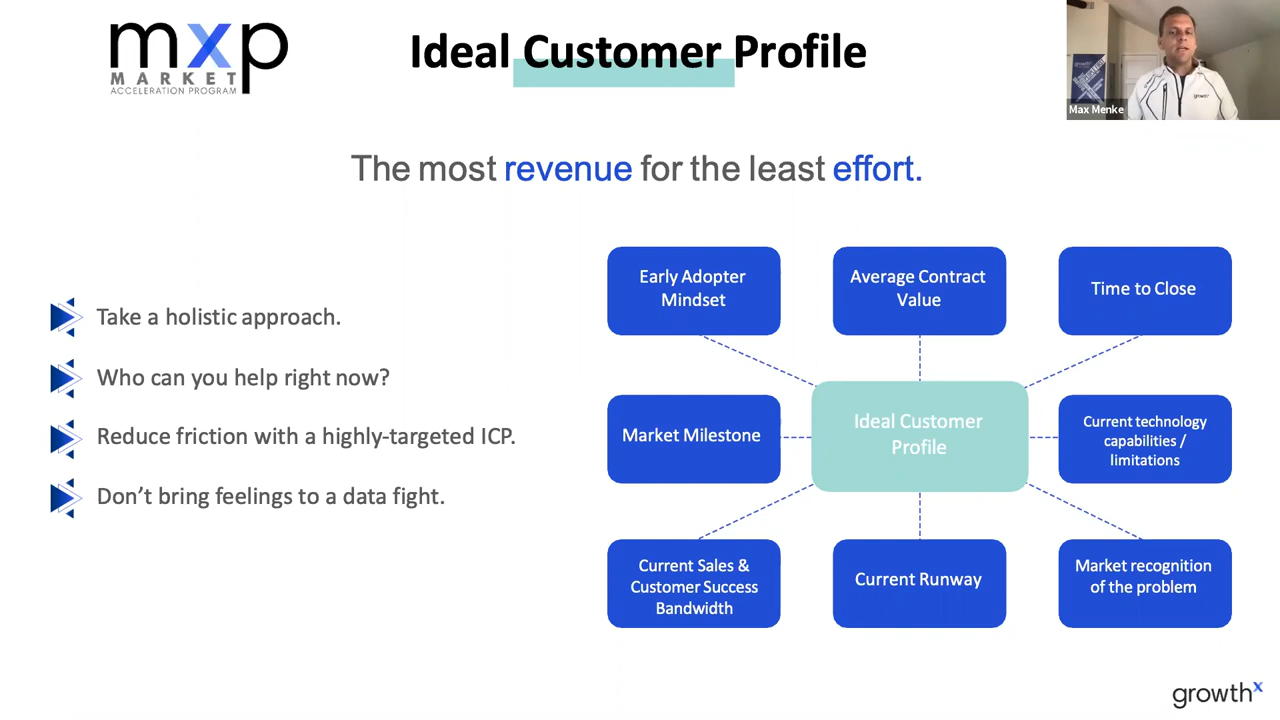 mxp
MARKET
ACCELERATION PROGRAM
Ideal Customer Profile
growthx
growth
Max Menke
The most revenue for the least effort.
Take a holistic approach.
Who can you help right now?
Reduce friction with a highly-targeted ICP.
Don’t bring feelings to a data fight.
Early Adopter
Mindset
Average Contract
Value
Time to Close
Market Milestone
Ideal Customer
Profile
Current technology
capabilities /
limitations
Current Sales &
Customer Success
Bandwidth
Current Runway
Market recognition
of the problem
growthx